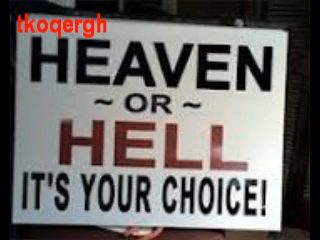 tkoqergh
HEAVEN
~ OR ~
HELL
IT'S YOUR CHOICE!